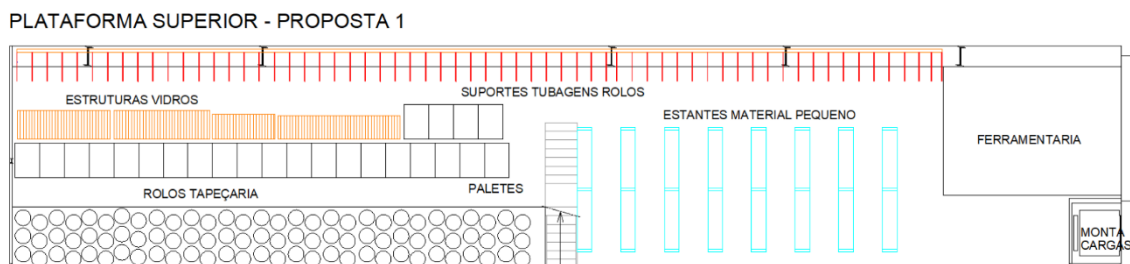 PLATAFORMA SUPERIOR - PROPOSTA 1
SUPORTES TUBAGENS ROLOS
ESTRUTURAS VIDROS
ESTANTES MATERIAL PEQUENO
FERRAMENTARIA
ROLOS TAPEÇARIA
PALETES
MONTA
CARGAS